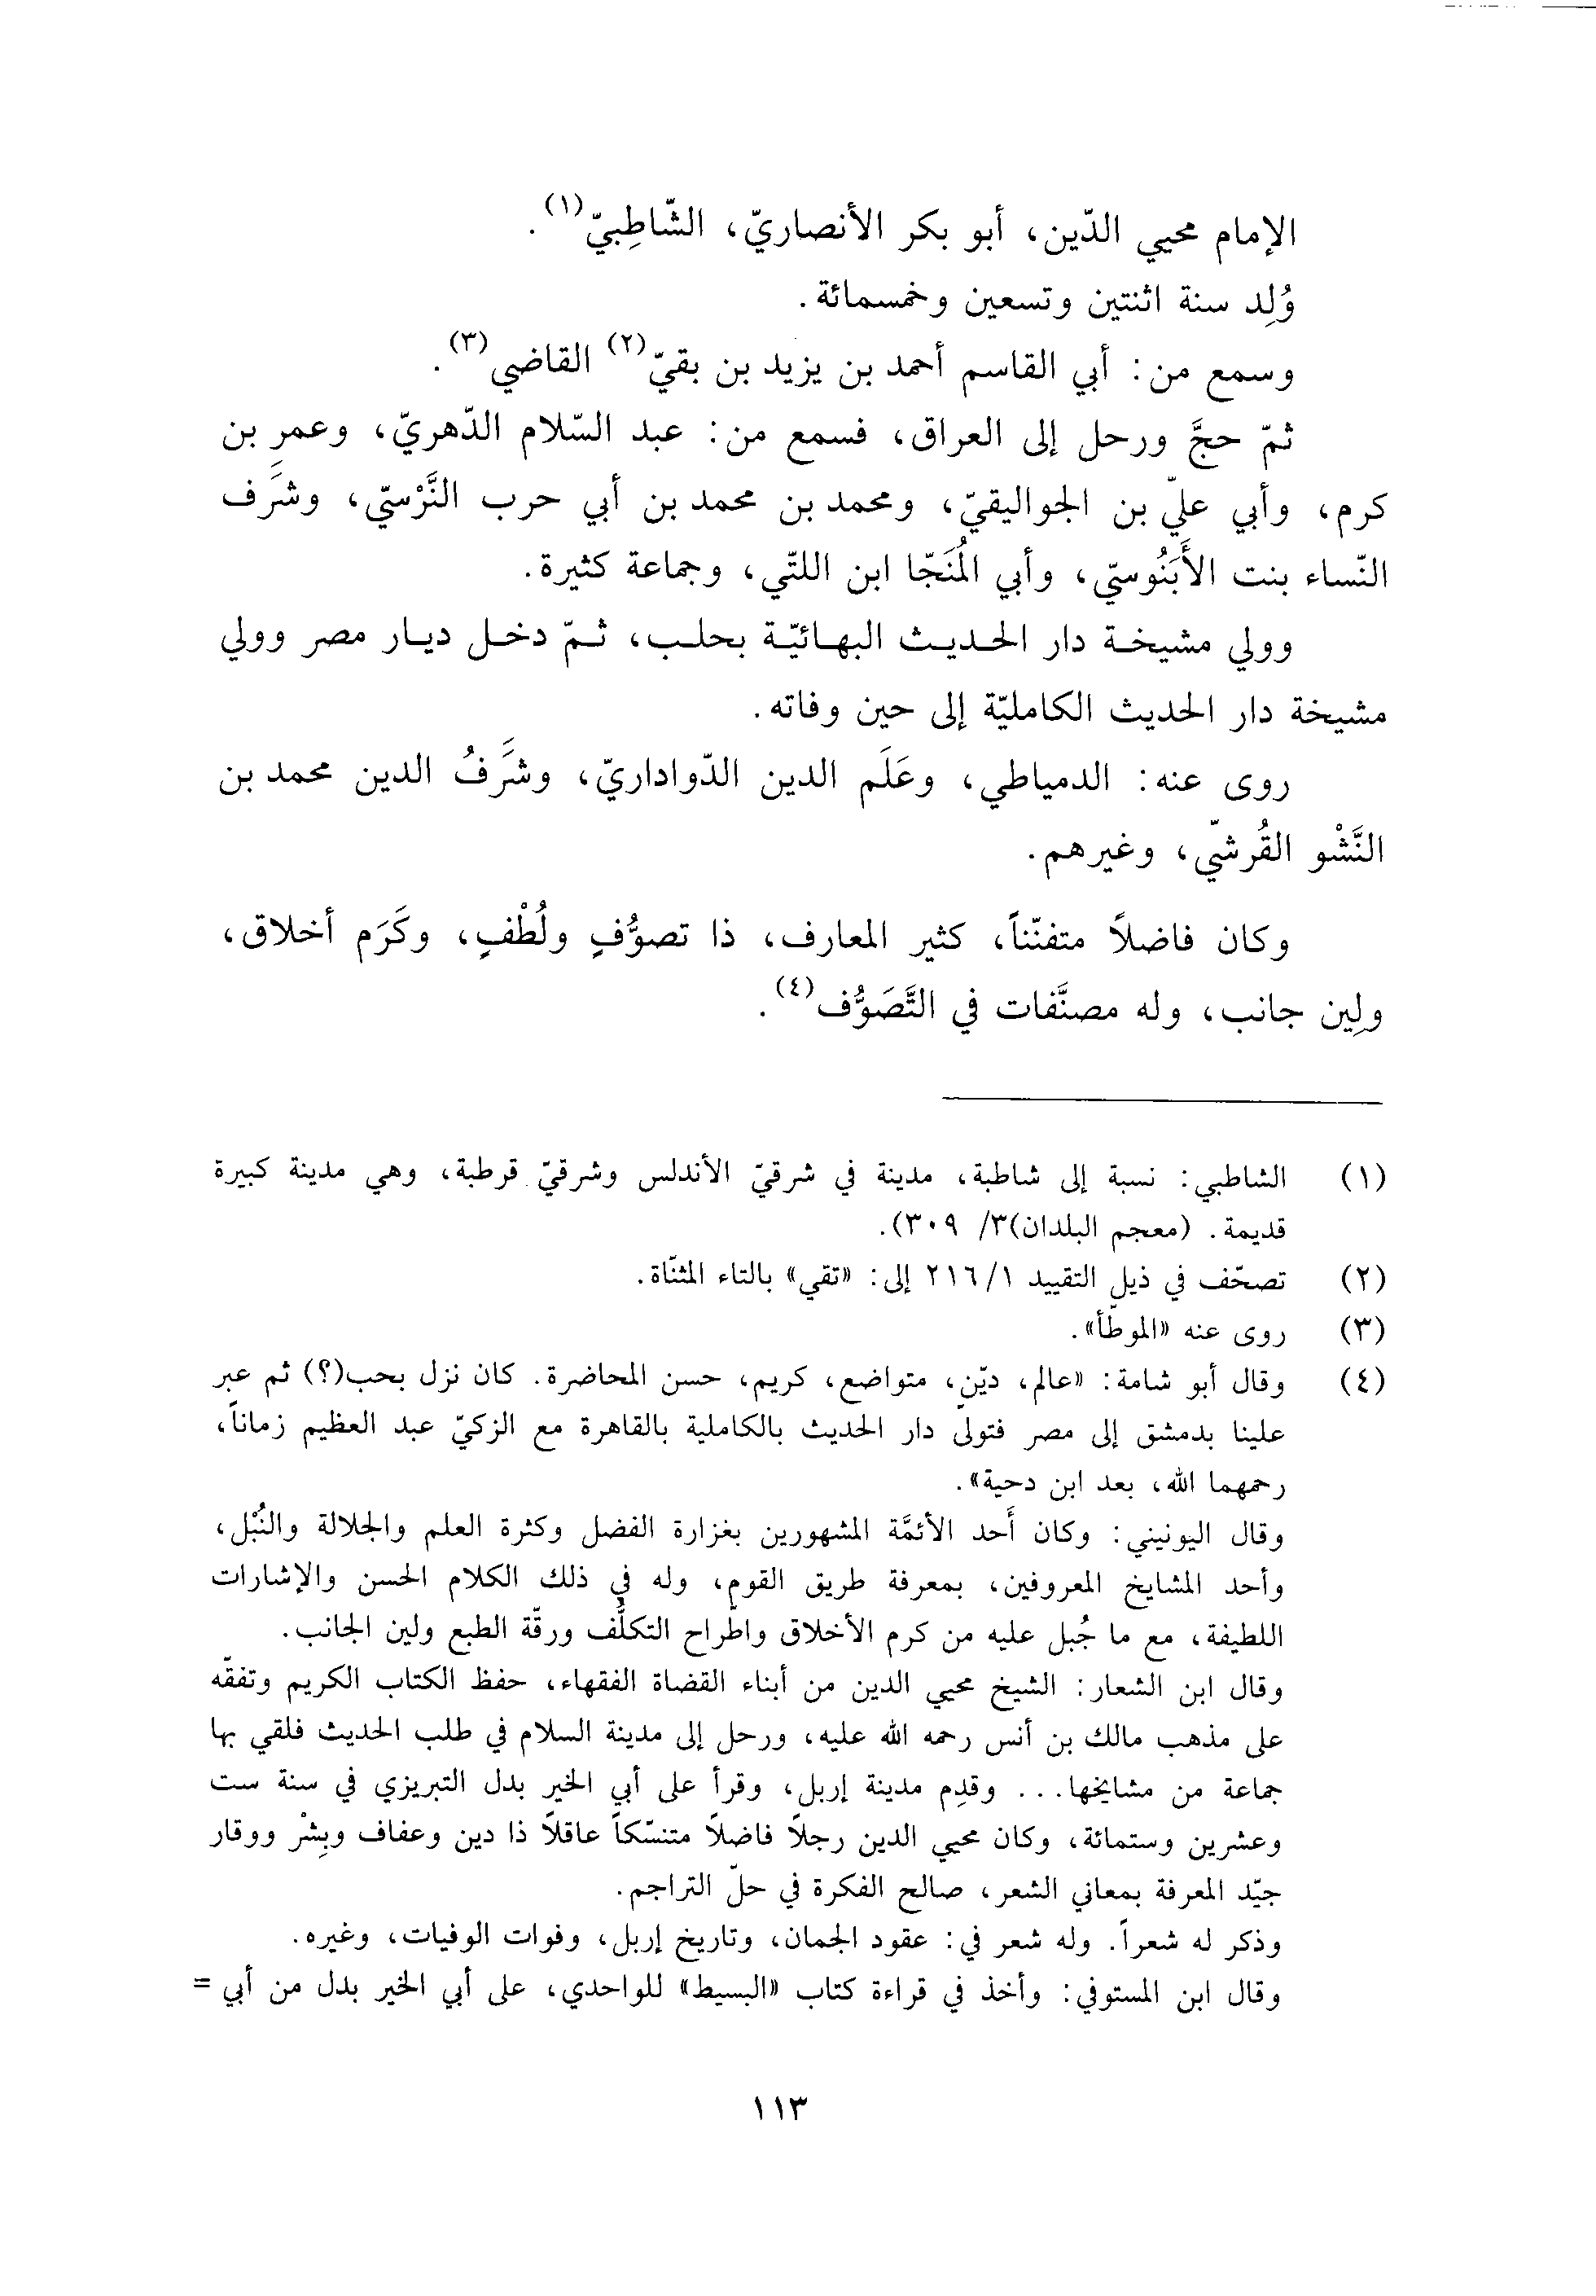 الإمام محيي الدّين، أبو بكر الأنصاريّ، الشّاطِبيّ(١).
وُلِد سنة اثنتين وتسعين وخمسمائة.
وسمع من: أبي القاسم أحمد بن يزيد بن بقيّ(٢) القاضي(٣).
ثمّ حجَّ ورحل إلى العراق، فسمع من: عبد السّلام الدّهريّ، وعمر بن
كرم، وأبي عليّ بن الجواليقيّ، ومحمد بن محمد بن أبي حرب النَّرْسيّ، وشَرَف
النّساء بنت الأَبَنُوسيّ، وأبي المُنَجّا ابن اللتّي، وجماعة كثيرة.
وولي مشيخة دار الحديث البهائيّة بحلب، ثمّ دخل ديار مصر وولي
مشيخة دار الحديث الكامليّة إلى حين وفاته.
روى عنه: الدمياطي، وعَلَم الدين الدّواداريّ، وشَرَفُ الدين محمد بن
النَّشْو القُرشيّ، وغيرهم.
وكان فاضلاً متفنّناً، كثير المعارف، ذا تصوُّفٍ ولُطْفٍ، وكَرَم أخلاق،
ولِين جانب، وله مصنَّفات في التَّصَوُّف(٤).
(١) الشاطبي: نسبة إلى شاطبة، مدينة في شرقيّ الأندلس وشرقيّ قرطبة، وهي مدينة كبيرة
قديمة. (معجم البلدان)٣/ ٣٠٩).
(٢) تصحّف في ذيل التقييد ٢١٦/١ إلى: «تقي» بالتاء المثنّاة.
(٣) روى عنه «الموطّأ».
(٤) وقال أبو شامة: «عالم، ديّن، متواضع، كريم، حسن المحاضرة. كان نزل بحب(؟) ثم عبر
علينا بدمشق إلى مصر فتولى دار الحديث بالكاملية بالقاهرة مع الزكيّ عبد العظيم زماناً،
رحمهما الله، بعد ابن دحية».
وقال اليونيني: وكان أحد الأئمَّة المشهورين بغزارة الفضل وكثرة العلم والجلالة والنُبْل،
وأحد المشايخ المعروفين، بمعرفة طريق القوم، وله في ذلك الكلام الحسن والإشارات
اللطيفة، مع ما جُبل عليه من كرم الأخلاق واطّراح التكلُّف ورقّة الطبع ولين الجانب.
وقال ابن الشعار: الشيخ محيي الدين من أبناء القضاة الفقهاء، حفظ الكتاب الكريم وتفقّه
على مذهب مالك بن أنس رحمه الله عليه، ورحل إلى مدينة السلام في طلب الحديث فلقي بها
جماعة من مشايخها... وقدِم مدينة إربل، وقرأ على أبي الخير بدل التبريزي في سنة ست
وعشرين وستمائة، وكان محيي الدين رجلاً فاضلاً متنسّكاً عاقلاً ذا دين وعفاف وبِشْر ووقار
جيّد المعرفة بمعاني الشعر، صالح الفكرة في حلّ التراجم.
وذكر له شعراً. وله شعر في: عقود الجمان، وتاريخ إربل، وفوات الوفيات، وغيره.
وقال ابن المستوفي: وأخذ في قراءة كتاب «البسيط» للواحدي، على أبي الخير بدل من أبي =
١١٣